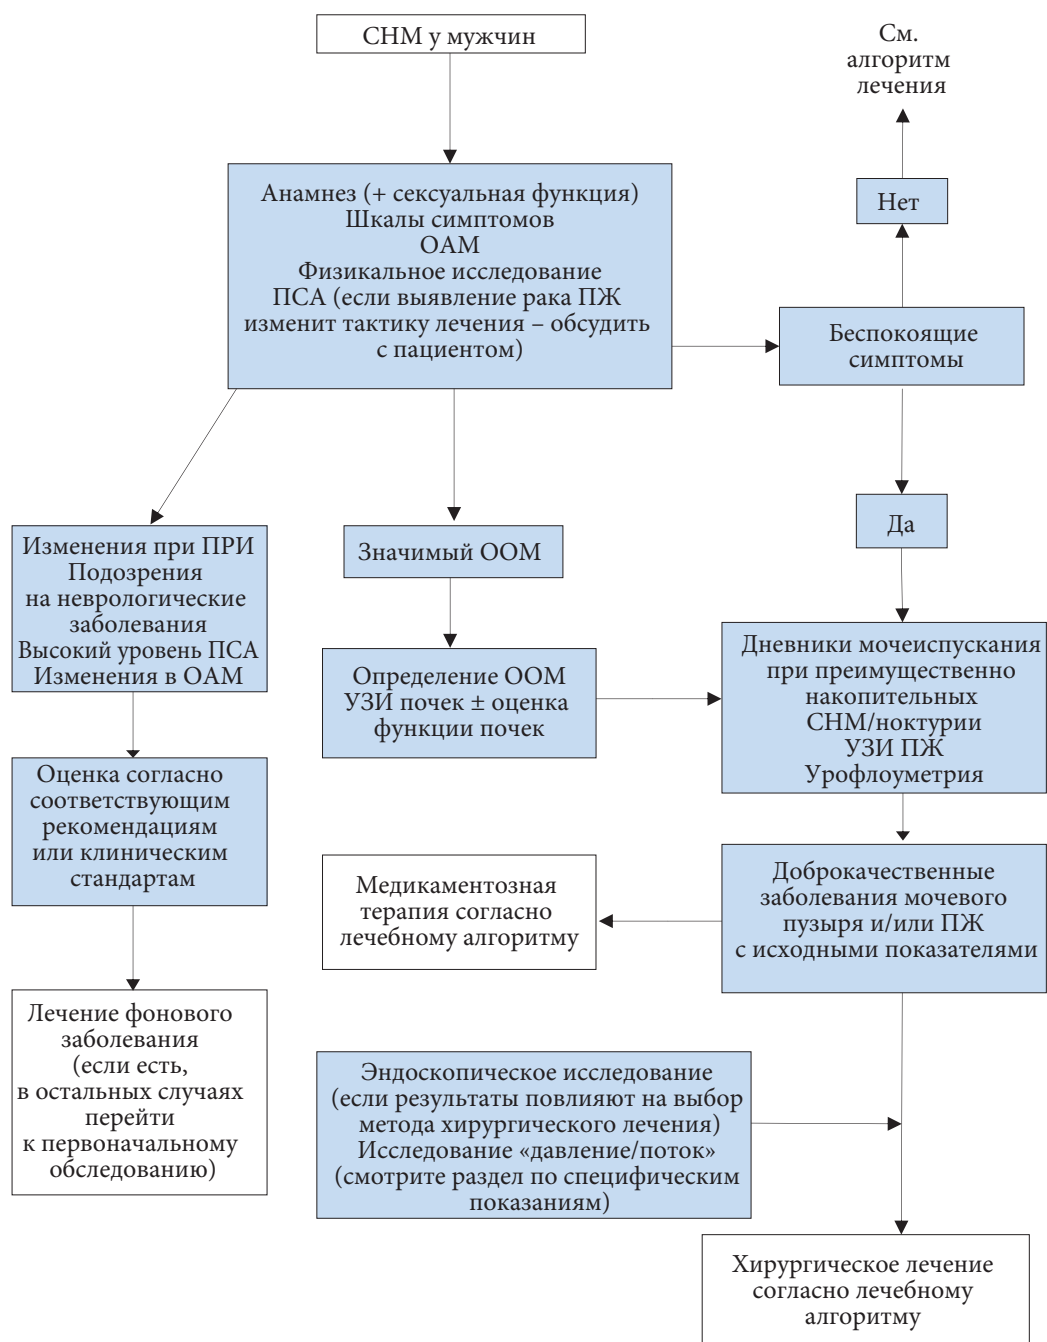 СНМ у мужчин
См.
алгоритм
лечения
Анамнез (+ сексуальная функция)
Шкалы симптомов
ОАМ
Физикальное исследование
ПСА (если выявление рака ПЖ
изменит тактику лечения – обсудить
с пациентом)
Нет
Беспокоящие
симптомы
Да
Изменения при ПРИ
Подозрения
на неврологические
заболевания
Высокий уровень ПСА
Изменения в ОАМ
Значимый ООМ
Определение ООМ
УЗИ почек ± оценка
функции почек
Дневники мочеиспускания
при преимущественно
накопительных
СНМ/ноктурии
УЗИ ПЖ
Урофлоуметрия
Оценка согласно
соответствующим
рекомендациям
или клиническим
стандартам
Медикаментозная
терапия согласно
лечебному алгоритму
Доброкачественные
заболевания мочевого
пузыря и/или ПЖ
с исходными показателями
Лечение фонового
заболевания
(если есть,
в остальных случаях
перейти
к первоначальному
обследованию)
Эндоскопическое исследование
(если результаты повлияют на выбор
метода хирургического лечения)
Исследование «давление/поток»
(смотрите раздел по специфическим
показаниям)
Хирургическое лечение
согласно лечебному
алгоритму